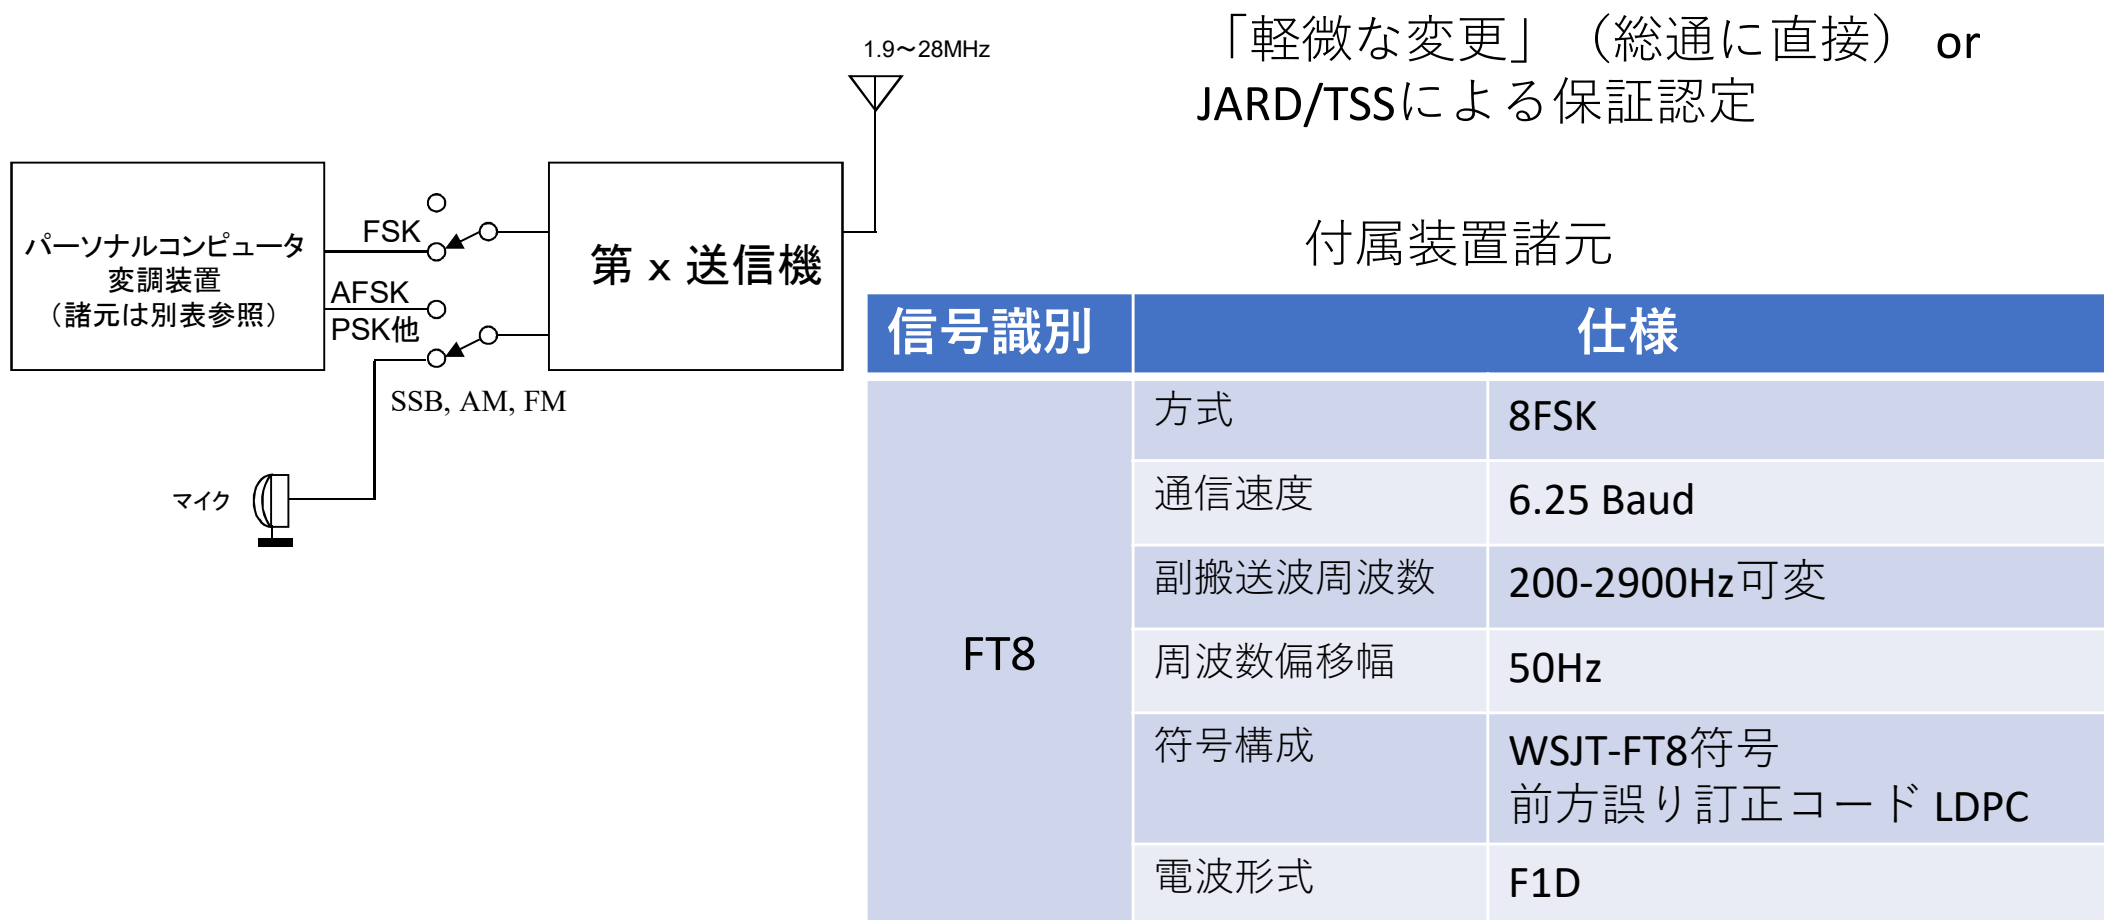 1.9～28MHz
「軽微な変更」（総通に直接） or
JARD/TSSによる保証認定
パーソナルコンピュータ
変調装置
（諸元は別表参照）
FSK
AFSK
PSK他
第 x 送信機
SSB, AM, FM
マイク
付属装置諸元
信号識別 仕様
FT8
方式 8FSK
通信速度 6.25 Baud
副搬送波周波数 200-2900Hz可変
周波数偏移幅 50Hz
符号構成 WSJT-FT8符号
前方誤り訂正コード LDPC
電波形式 F1D